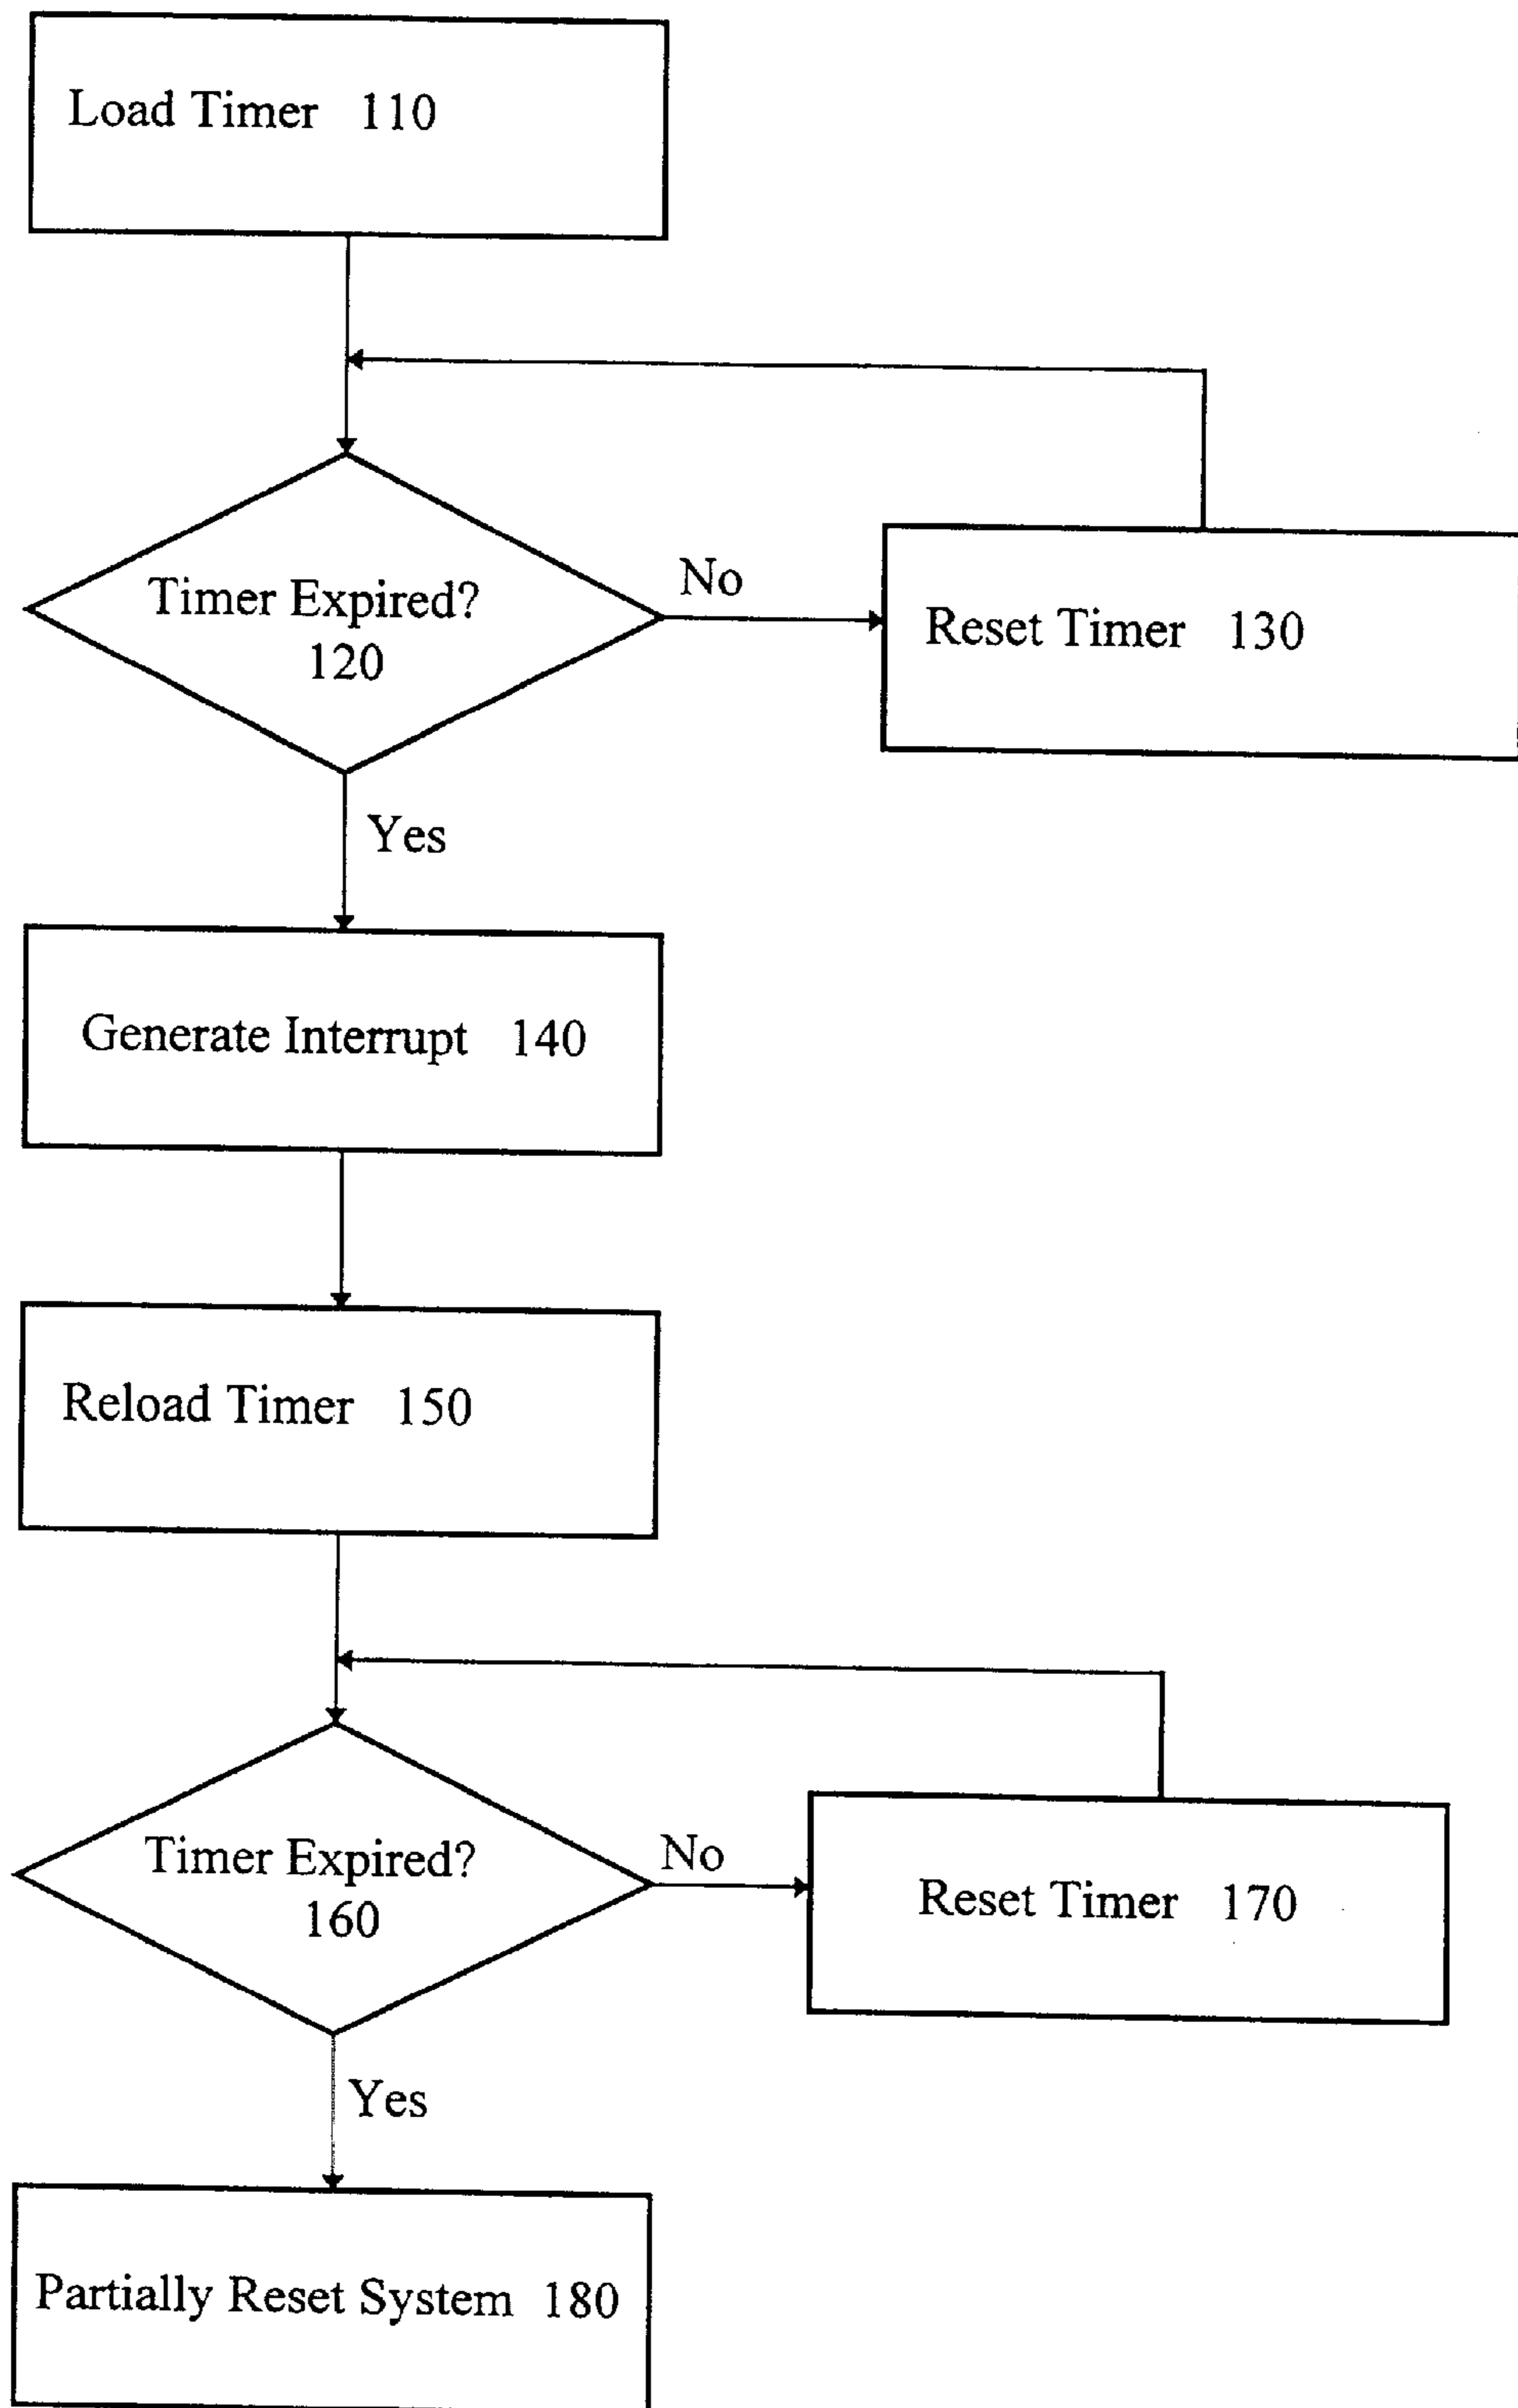 Load Timer 110
No
Timer Expired?
120
Reset Timer 130
Yes
Generate Interrupt 140
Reload Timer 150
No
Timer Expired?
160
Reset Timer 170
Yes
Partially Reset System 180